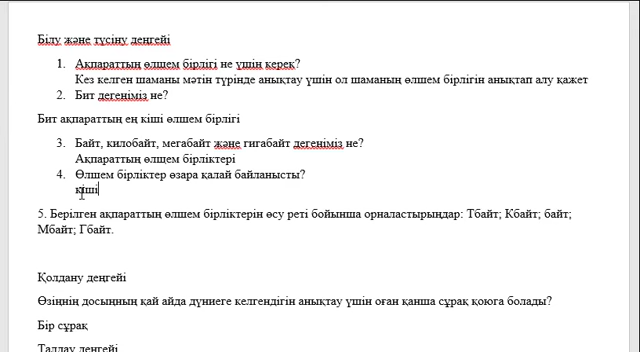 Білу және түсіну деңгейі
1. Ақпараттың өлшем бірлігі не үшін керек?
Кез келген шаманы мәтін түрінде анықтау үшін ол шаманың өлшем бірлігін анықтап алу қажет
2. Бит дегеніміз не?
Бит ақпараттың ең кіші өлшем бірлігі
3. Байт, килобайт, мегабайт және гигабайт дегеніміз не?
Ақпараттың өлщем бірліктері
4. Өлшем бірліктер өзара қалай байланысты?
кіші
5. Берілген ақпараттың өлшем бірліктерін өсу реті бойынша орналастырыңдар: Тбайт; Кбайт; байт;
Мбайт; Гбайт.
Қолдану деңгейі
Өзіңнің досыңның қай айда дүниеге келгендігін анықтау үшін оған қанша сұрақ қоюға болады?
Бір сұрақ
Талдау деңгейі